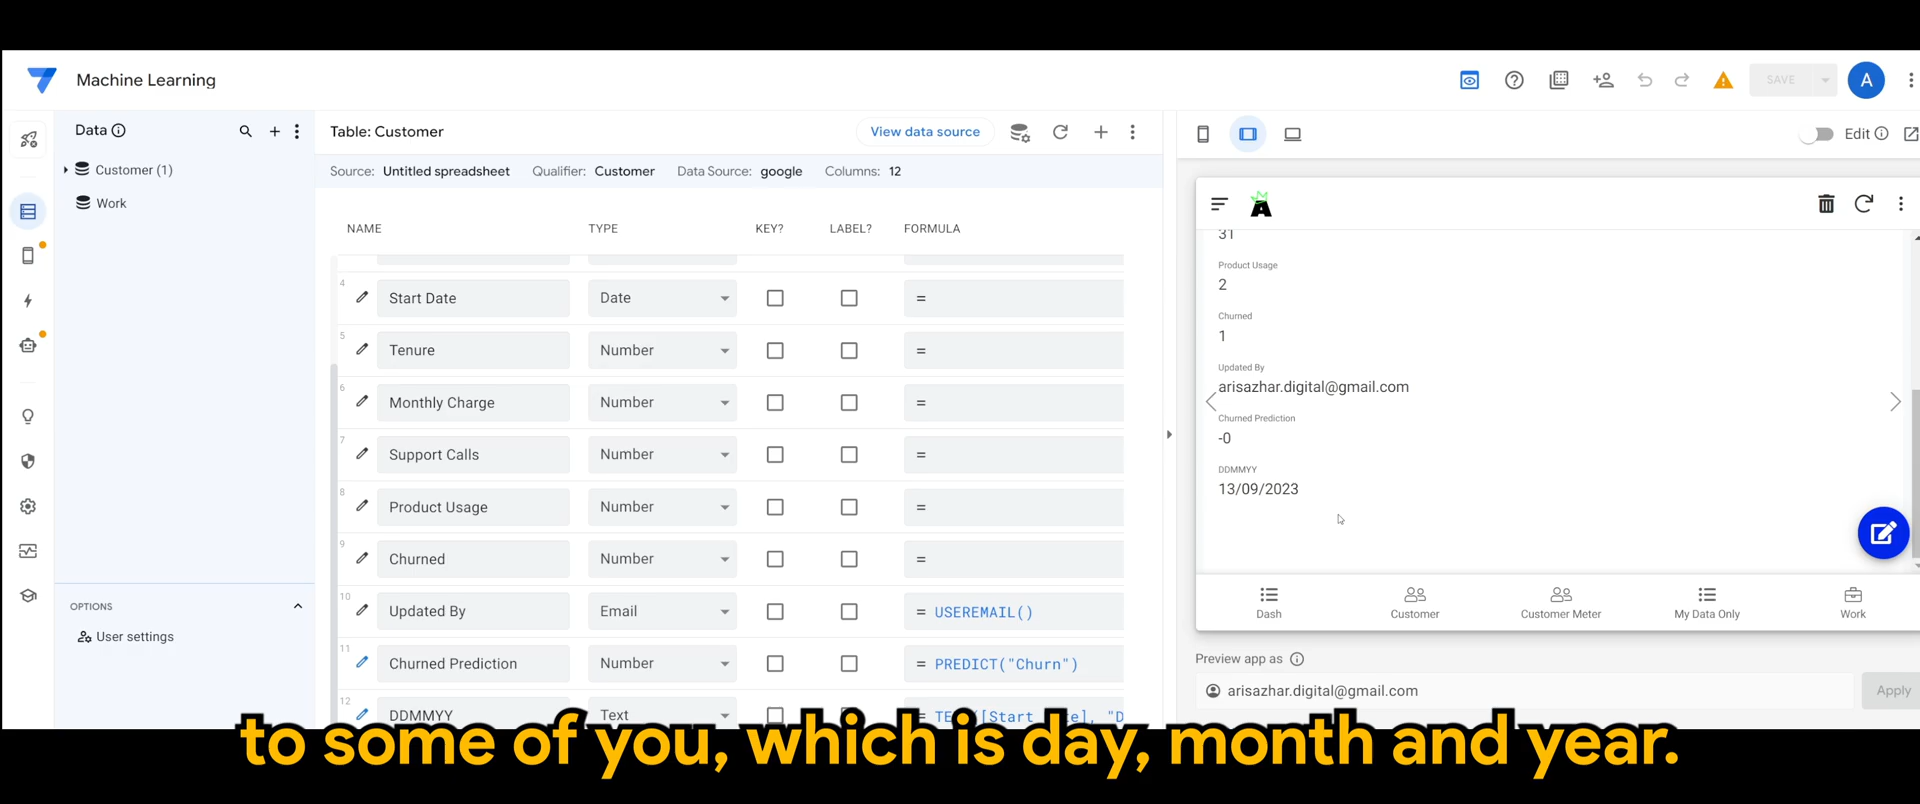 Machine Learning
SAVE
A
Data
Customer (1)
Work
OPTIONS
User settings
Table: Customer
View data source
Source: Untitled spreadsheet Qualifier: Customer Data Source: google Columns: 12
NAME TYPE KEY? LABEL? FORMULA
4 Start Date Date =
5 Tenure Number =
6 Monthly Charge Number =
7 Support Calls Number =
8 Product Usage Number =
9 Churned Number =
10 Updated By Email = USEREMAIL()
11 Churned Prediction Number = PREDICT("Churn")
12 DDMMYY Text
Edit
A
31
Product Usage
2
Churned
1
Updated By
arisazhar.digital@gmail.com
Churned Prediction
-0
DDMMYY
13/09/2023
Dash Customer Customer Meter My Data Only Work
Preview app as
arisazhar.digital@gmail.com
Apply
to some of you, which is day, month and year.